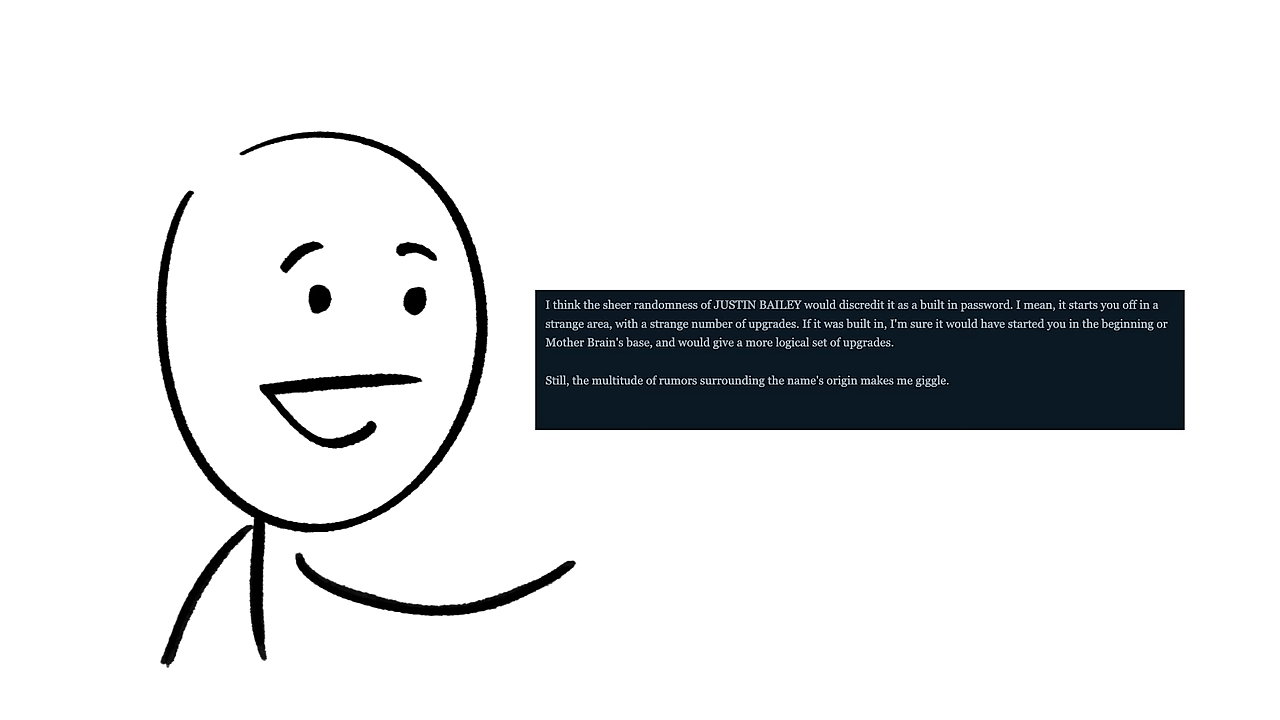 I think the sheer randomness of JUSTIN BAILEY would discredit it as a built in password. I mean, it starts you off in a
strange area, with a strange number of upgrades. If it was built in, I'm sure it would have started you in the beginning or
Mother Brain's base, and would give a more logical set of upgrades.
Still, the multitude of rumors surrounding the name's origin makes me giggle.